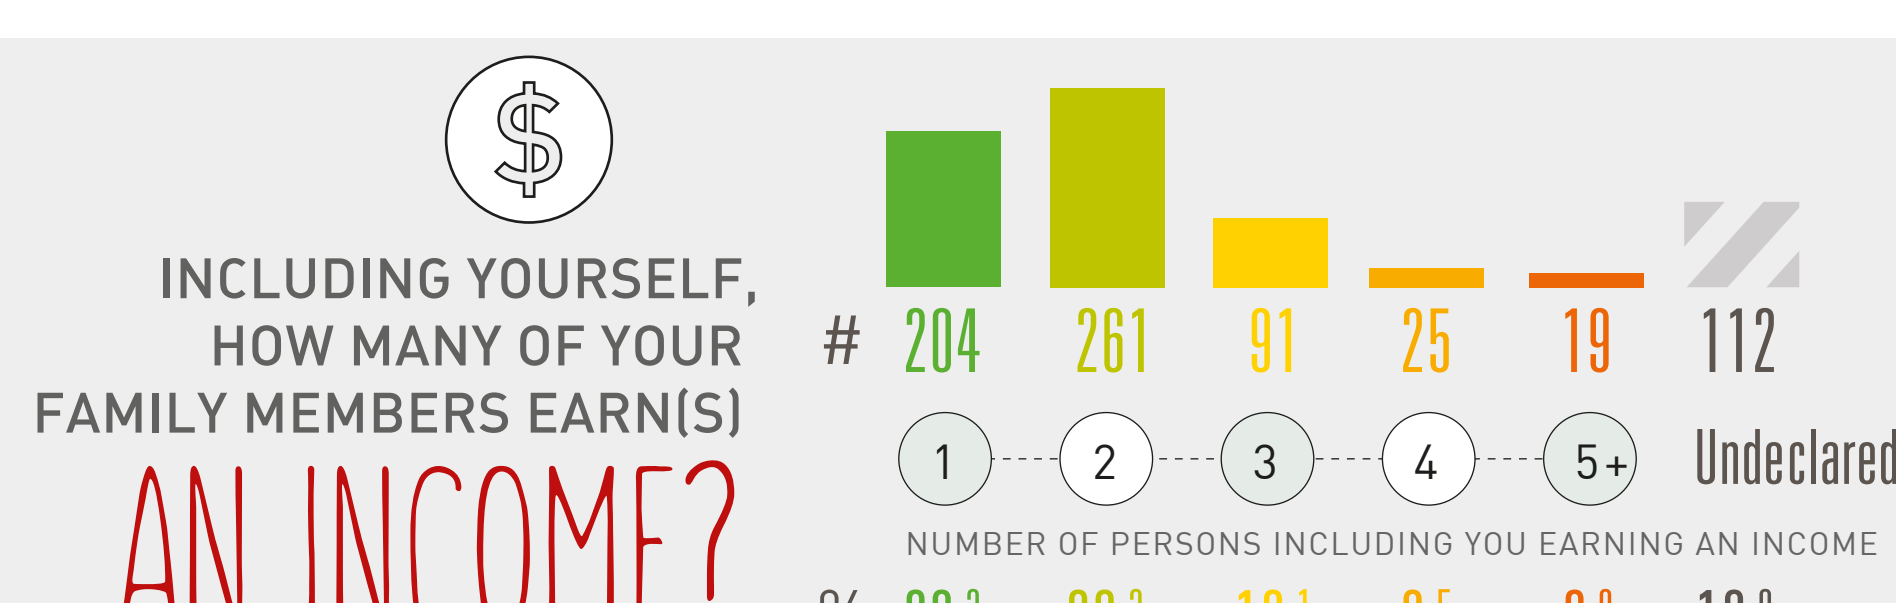 $
INCLUDING YOURSELF,
HOW MANY OF YOUR
FAMILY MEMBERS EARN(S)
AN INCOME?
# 204 261 91 25 19 112
1 2 3 4 5+ Undeclared
NUMBER OF PERSONS INCLUDING YOU EARNING AN INCOME